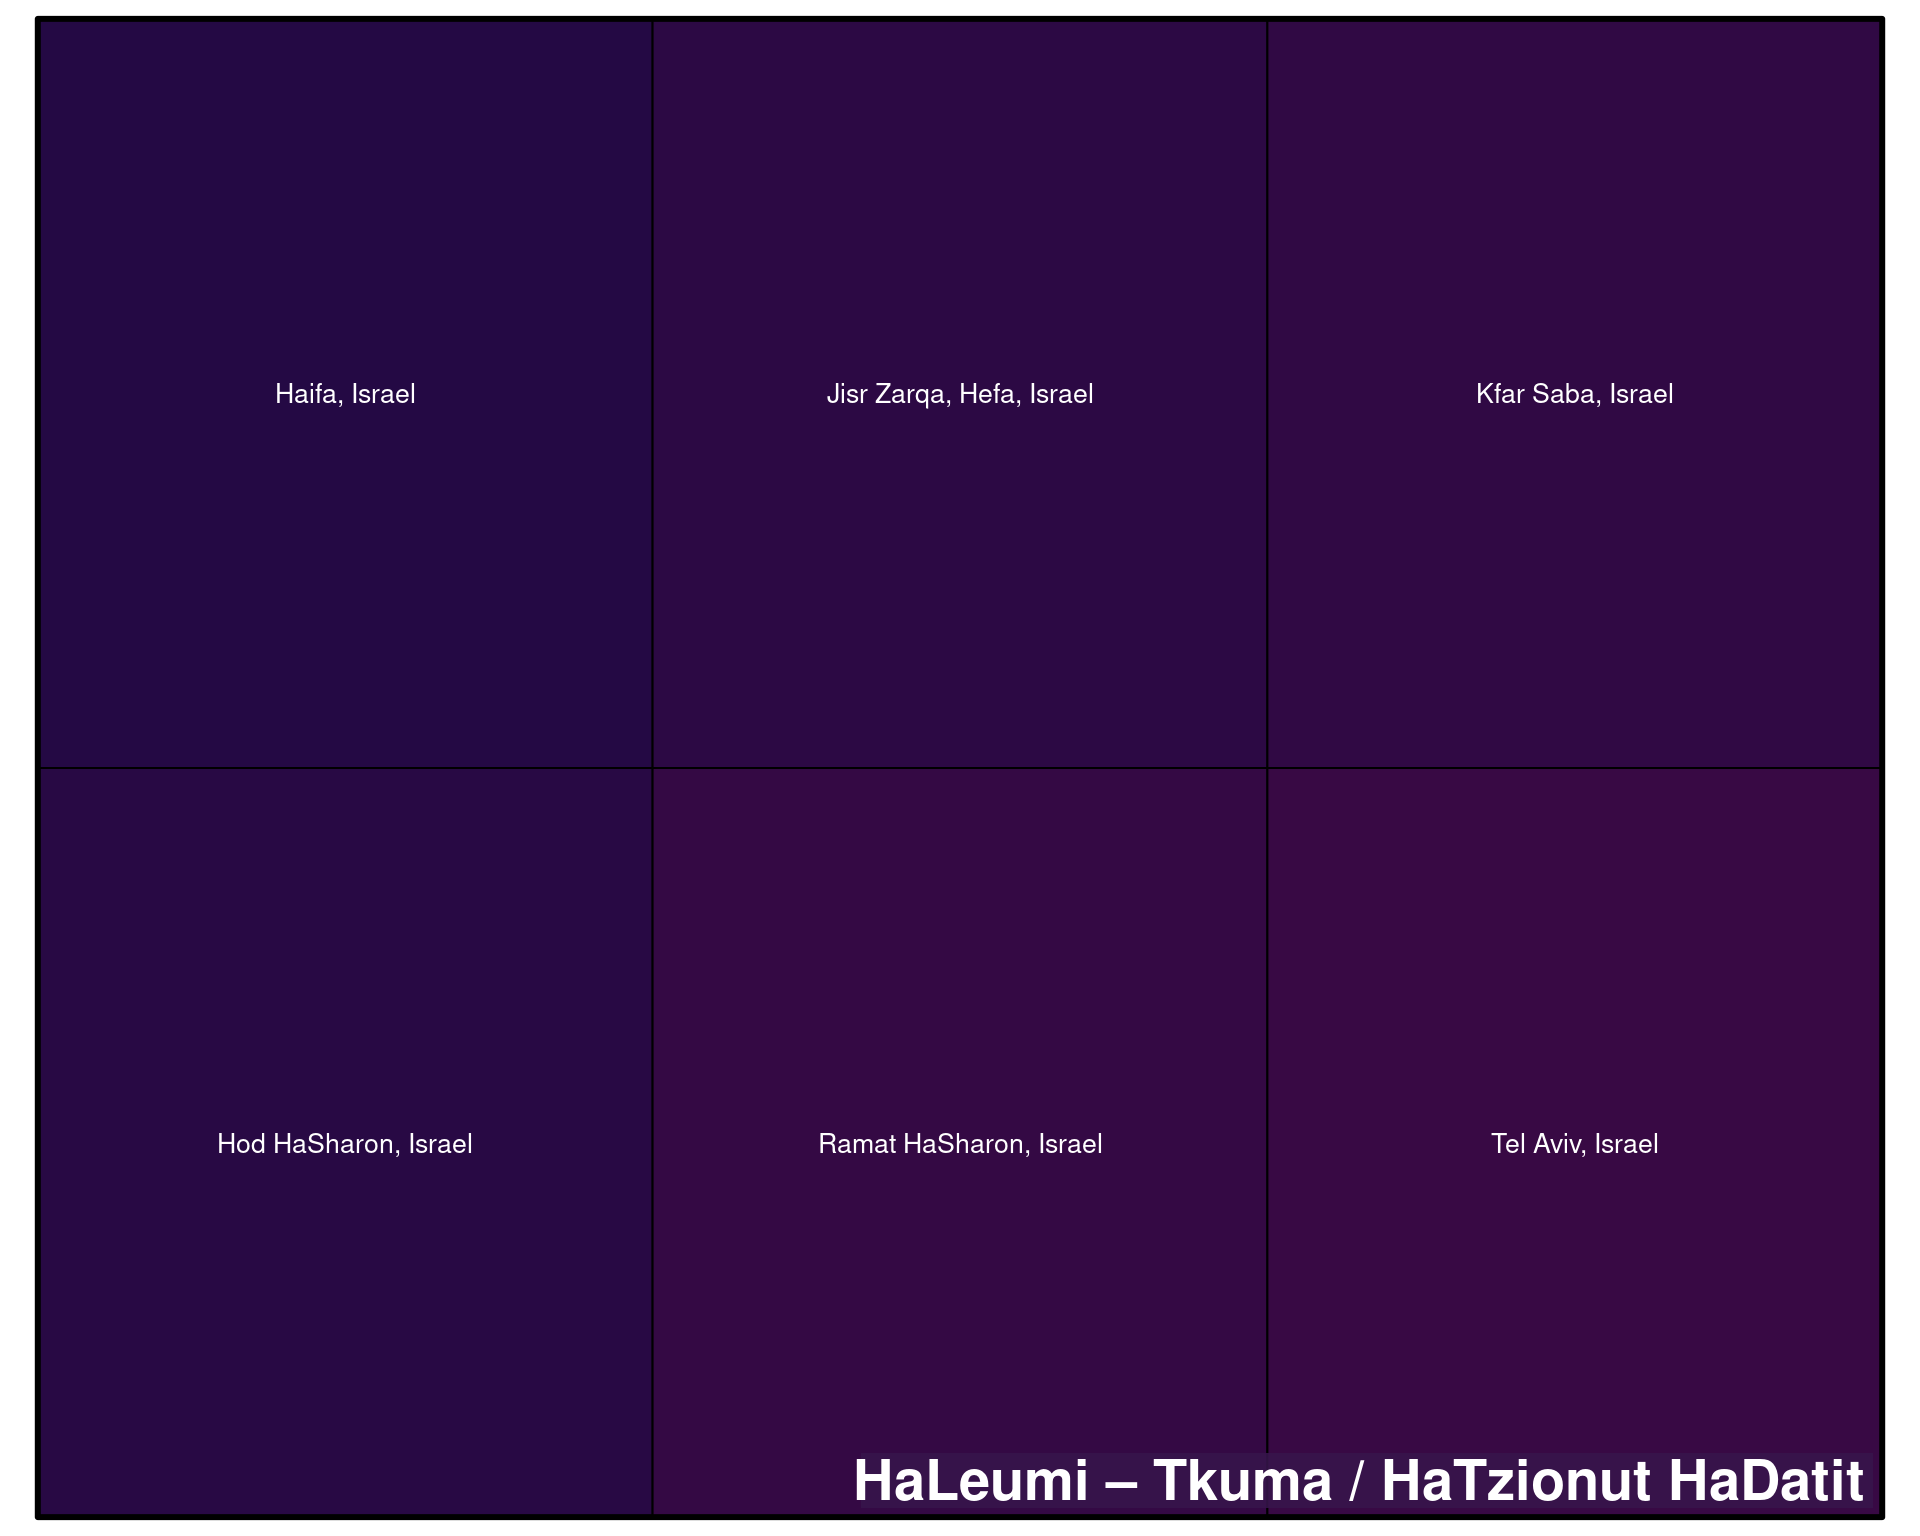 Haifa, Israel
Jisr Zarqa, Hefa, Israel
Kfar Saba, Israel
Hod HaSharon, Israel
Ramat HaSharon, Israel
Tel Aviv, Israel
HaLeumi – Tkuma / HaTzionut HaDatit